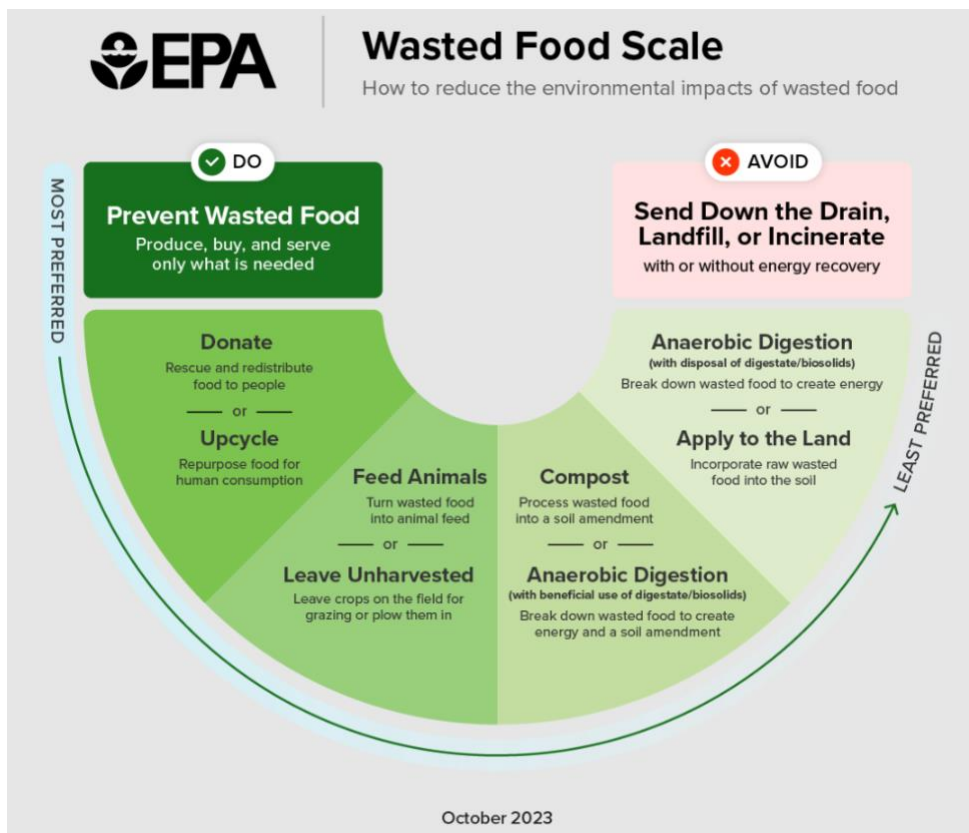 EPA
Wasted Food Scale
How to reduce the environmental impacts of wasted food
DO
Prevent Wasted Food
Produce, buy, and serve
only what is needed
AVOID
Send Down the Drain,
Landfill, or Incinerate
with or without energy recovery
MOST PREFERRED
Donate
Rescue and redistribute
food to people
or
Upcycle
Repurpose food for
human consumption
Feed Animals
Turn wasted food
into animal feed
or
Leave Unharvested
Leave crops on the field for
grazing or plow them in
Compost
Process wasted food
into a soil amendment
or
Anaerobic Digestion
(with beneficial use of digestate/biosolids)
Break down wasted food to create
energy and a soil amendment
Anaerobic Digestion
(with disposal of digestate/biosolids)
Break down wasted food to create energy
or
Apply to the Land
Incorporate raw wasted
food into the soil
LEAST PREFERRED
October 2023